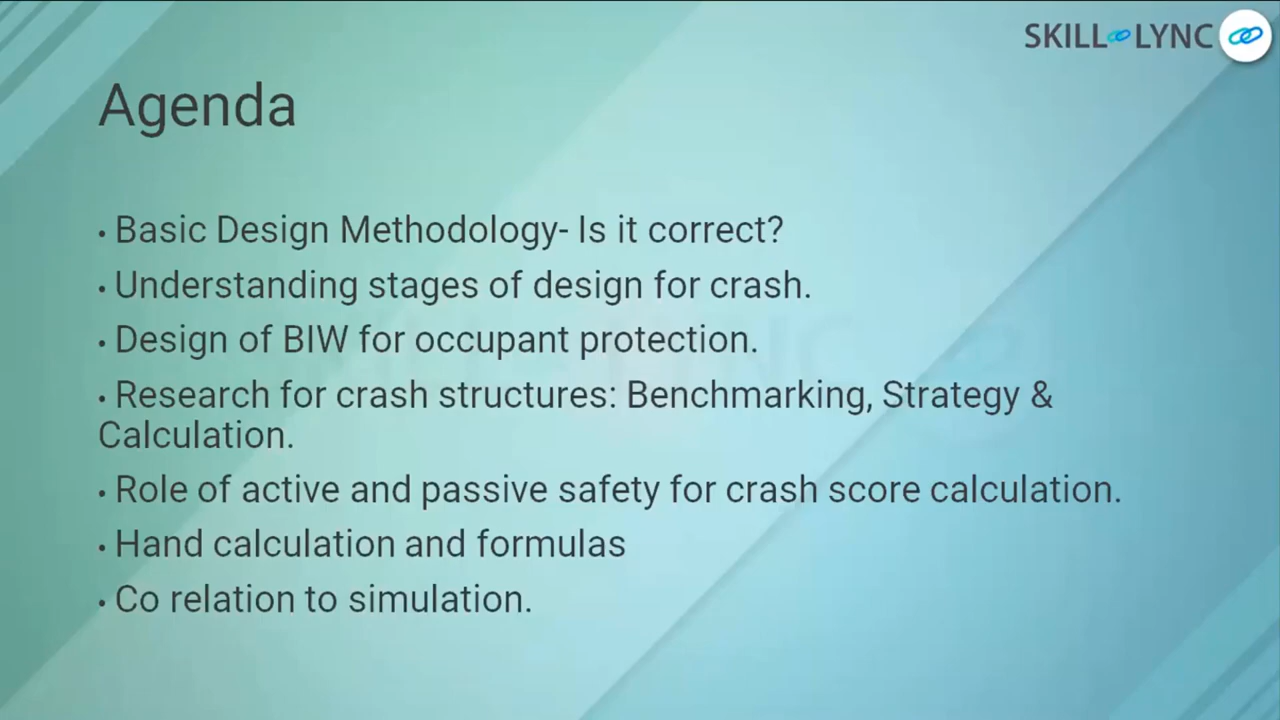 SKILL LYNC
Agenda
• Basic Design Methodology- Is it correct?
• Understanding stages of design for crash.
• Design of BIW for occupant protection.
• Research for crash structures: Benchmarking, Strategy &
Calculation.
• Role of active and passive safety for crash score calculation.
• Hand calculation and formulas
• Co relation to simulation.